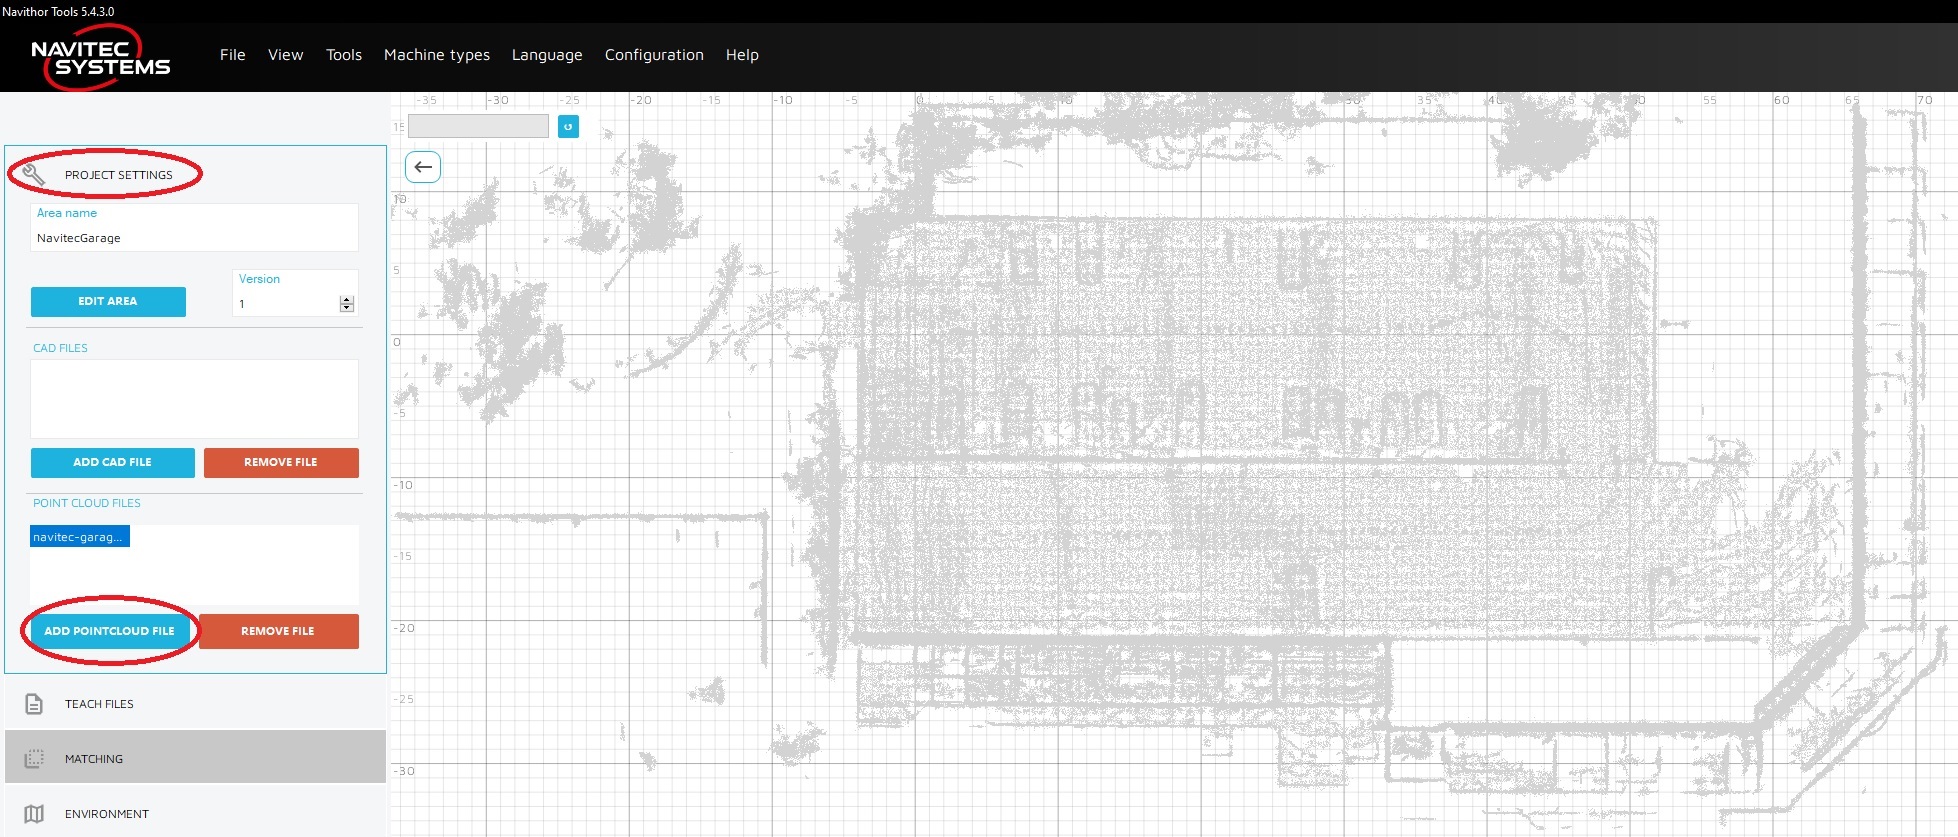 Navithor Tools 5.4.3.0
NAVITEC
SYSTEMS
File View Tools Machine types Language Configuration Help
-35 -30 -25 -20 -15 -10 -5 0 5 10 30 35 40 45 50 55 60 65 70
15
PROJECT SETTINGS
10
Area name
NavitecGarage
5
Version
EDIT AREA
1
0
CAD FILES
-5
ADD CAD FILE REMOVE FILE
-10
POINT CLOUD FILES
navitec-garag...
-15
ADD POINTCLOUD FILE REMOVE FILE
-20
TEACH FILES
-25
MATCHING
-30
ENVIRONMENT